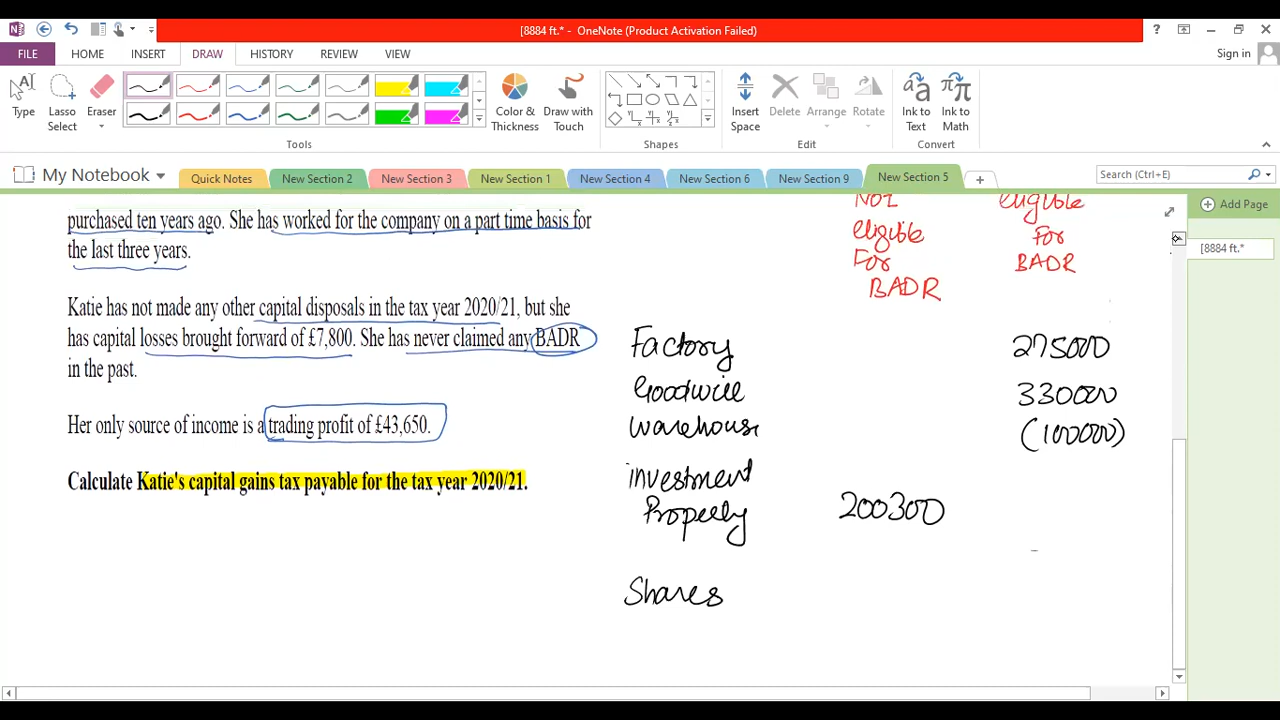 [8884 ft.* - OneNote (Product Activation Failed)
?
FILE HOME INSERT DRAW HISTORY REVIEW VIEW Sign in
Type Lasso Select Eraser Color & Thickness Draw with Touch Insert Space Delete Arrange Rotate Ink to Text Ink to Math
Tools Shapes Edit Convert
My Notebook Quick Notes New Section 2 New Section 3 New Section 1 New Section 4 New Section 6 New Section 9 New Section 5 Search (Ctrl+E)
Add Page
[8884 ft.*
purchased ten years ago. She has worked for the company on a part time basis for
the last three years.
Katie has not made any other capital disposals in the tax year 2020/21, but she
has capital losses brought forward of £7,800. She has never claimed any BADR
in the past.
Her only source of income is a trading profit of £43,650.
Calculate Katie's capital gains tax payable for the tax year 2020/21.
Not eligible
eligible For
For BADR
BADR
Factory 275000
Goodwill 330000
Warehouse (100000)
investment
Property 200300
Shares